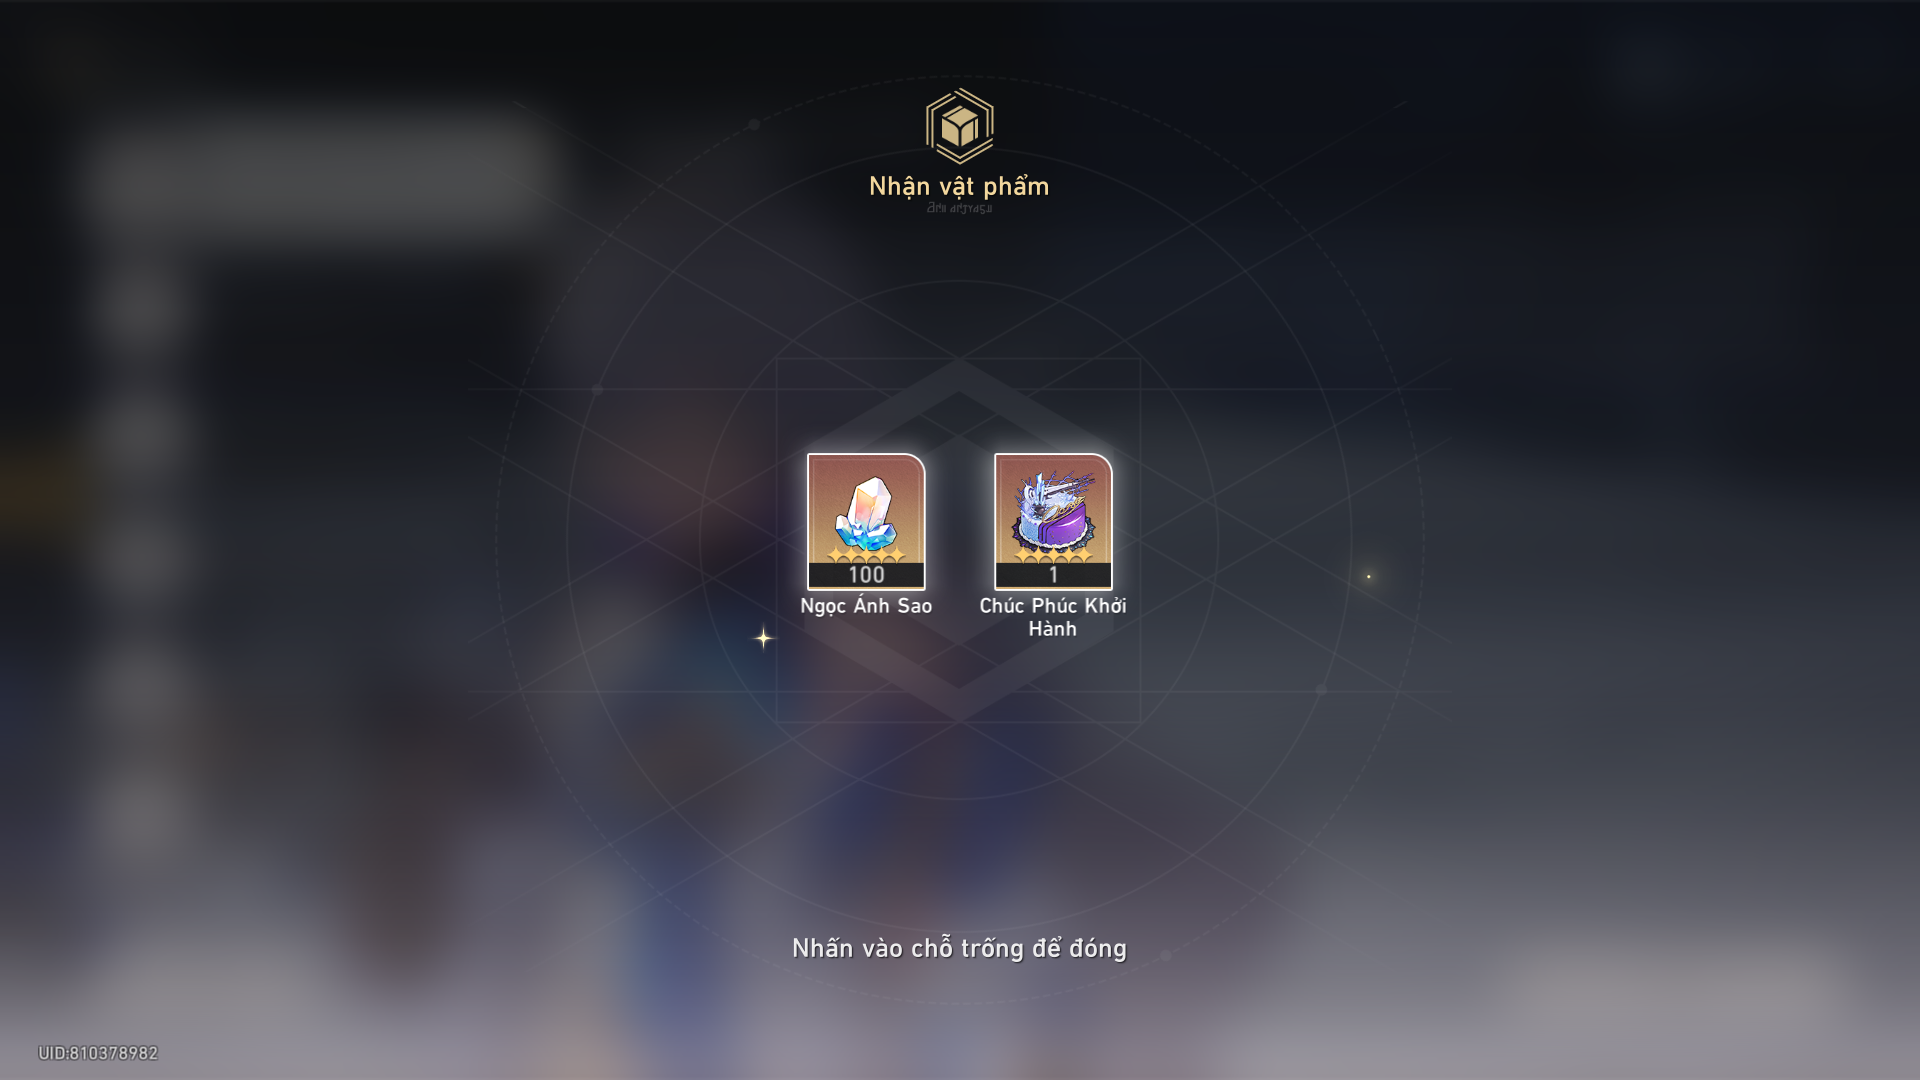 Nhận vật phẩm
100
1
Ngọc Ánh Sao
Chúc Phúc Khởi
Hành
Nhấn vào chỗ trống để đóng
UID:810378982